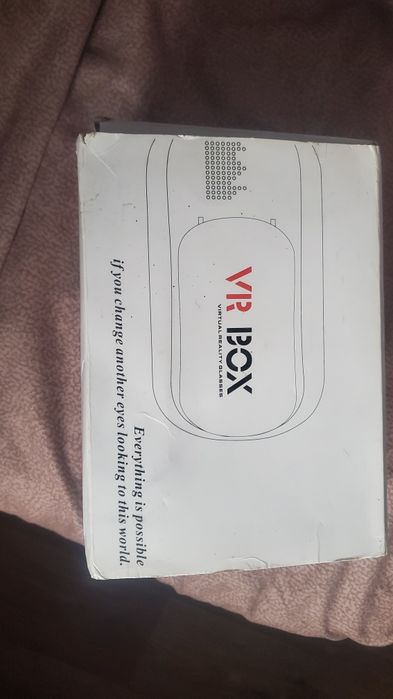 VR BOX
VIRTUAL REALITY GLASSES
Everything is possible
if you change another eyes looking to this world.